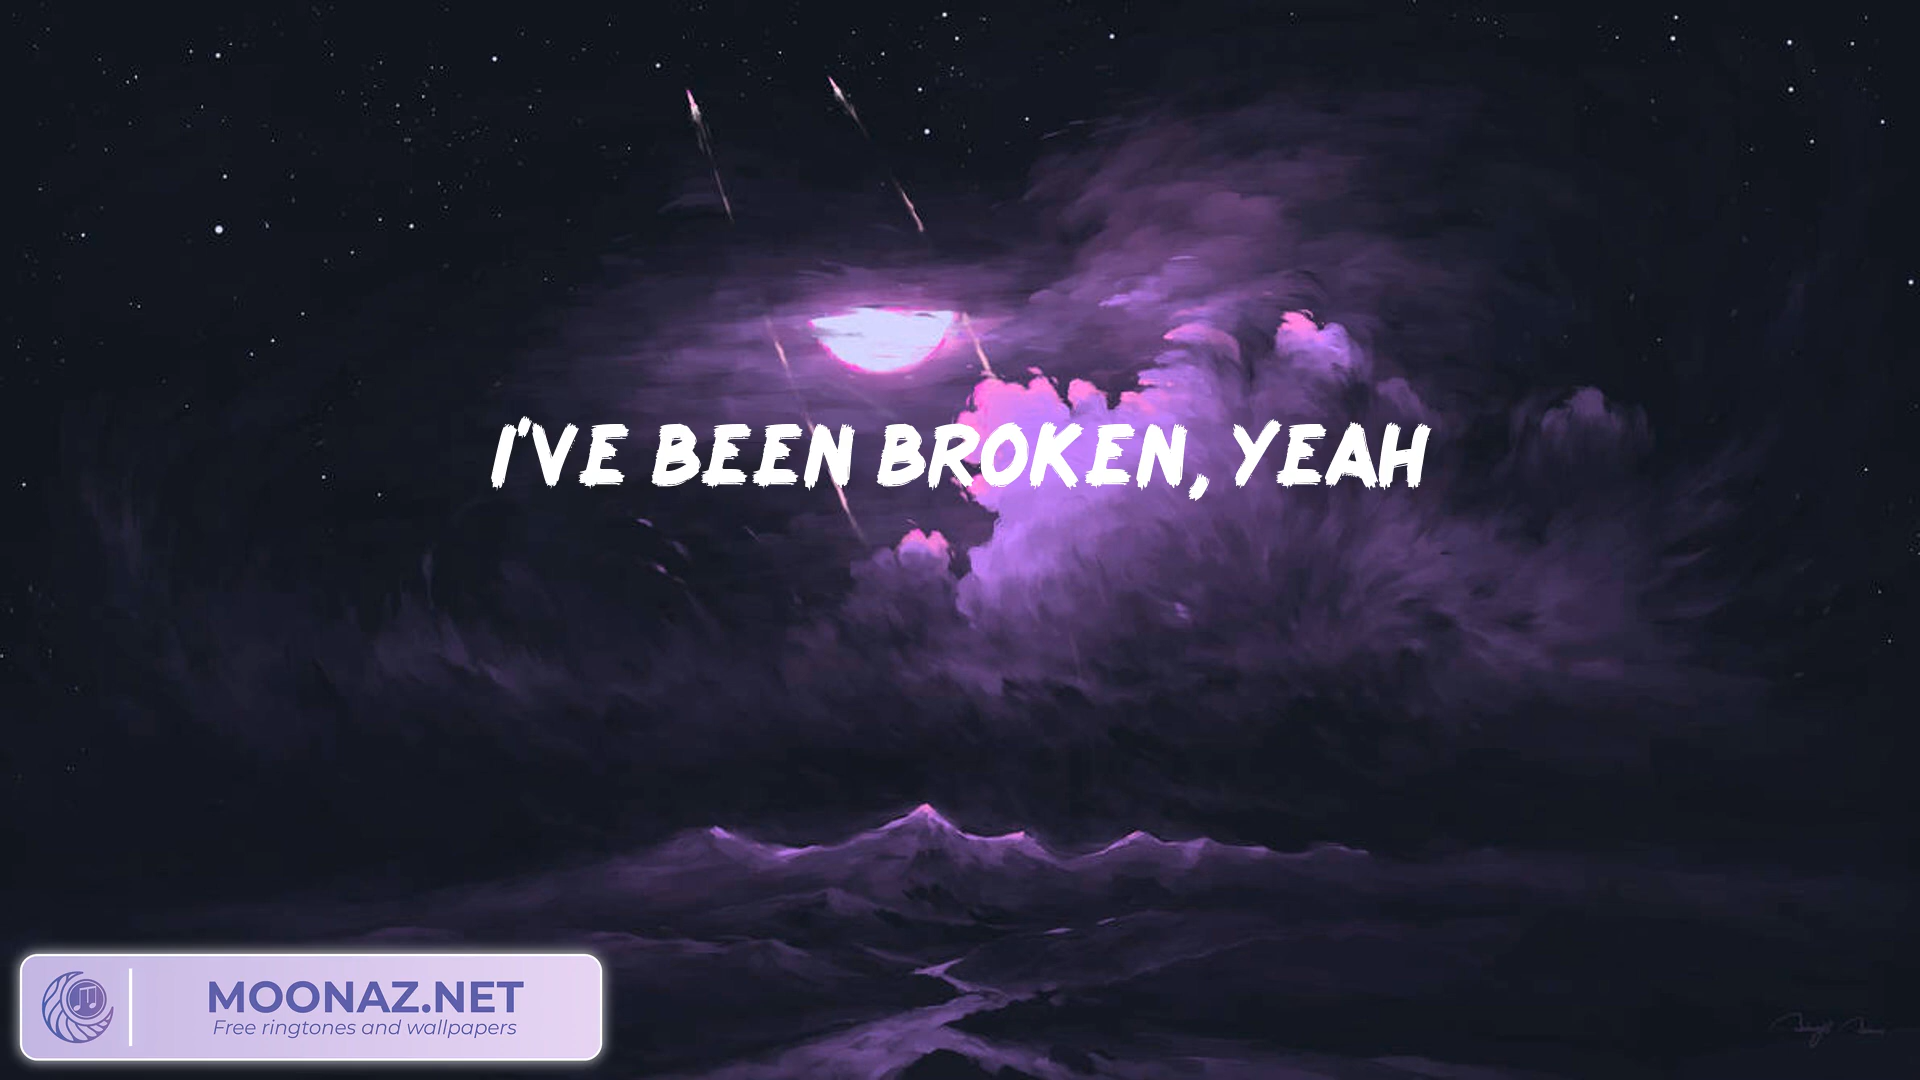 I'VE BEEN BROKEN, YEAH
MOONAZ.NET
Free ringtones and wallpapers